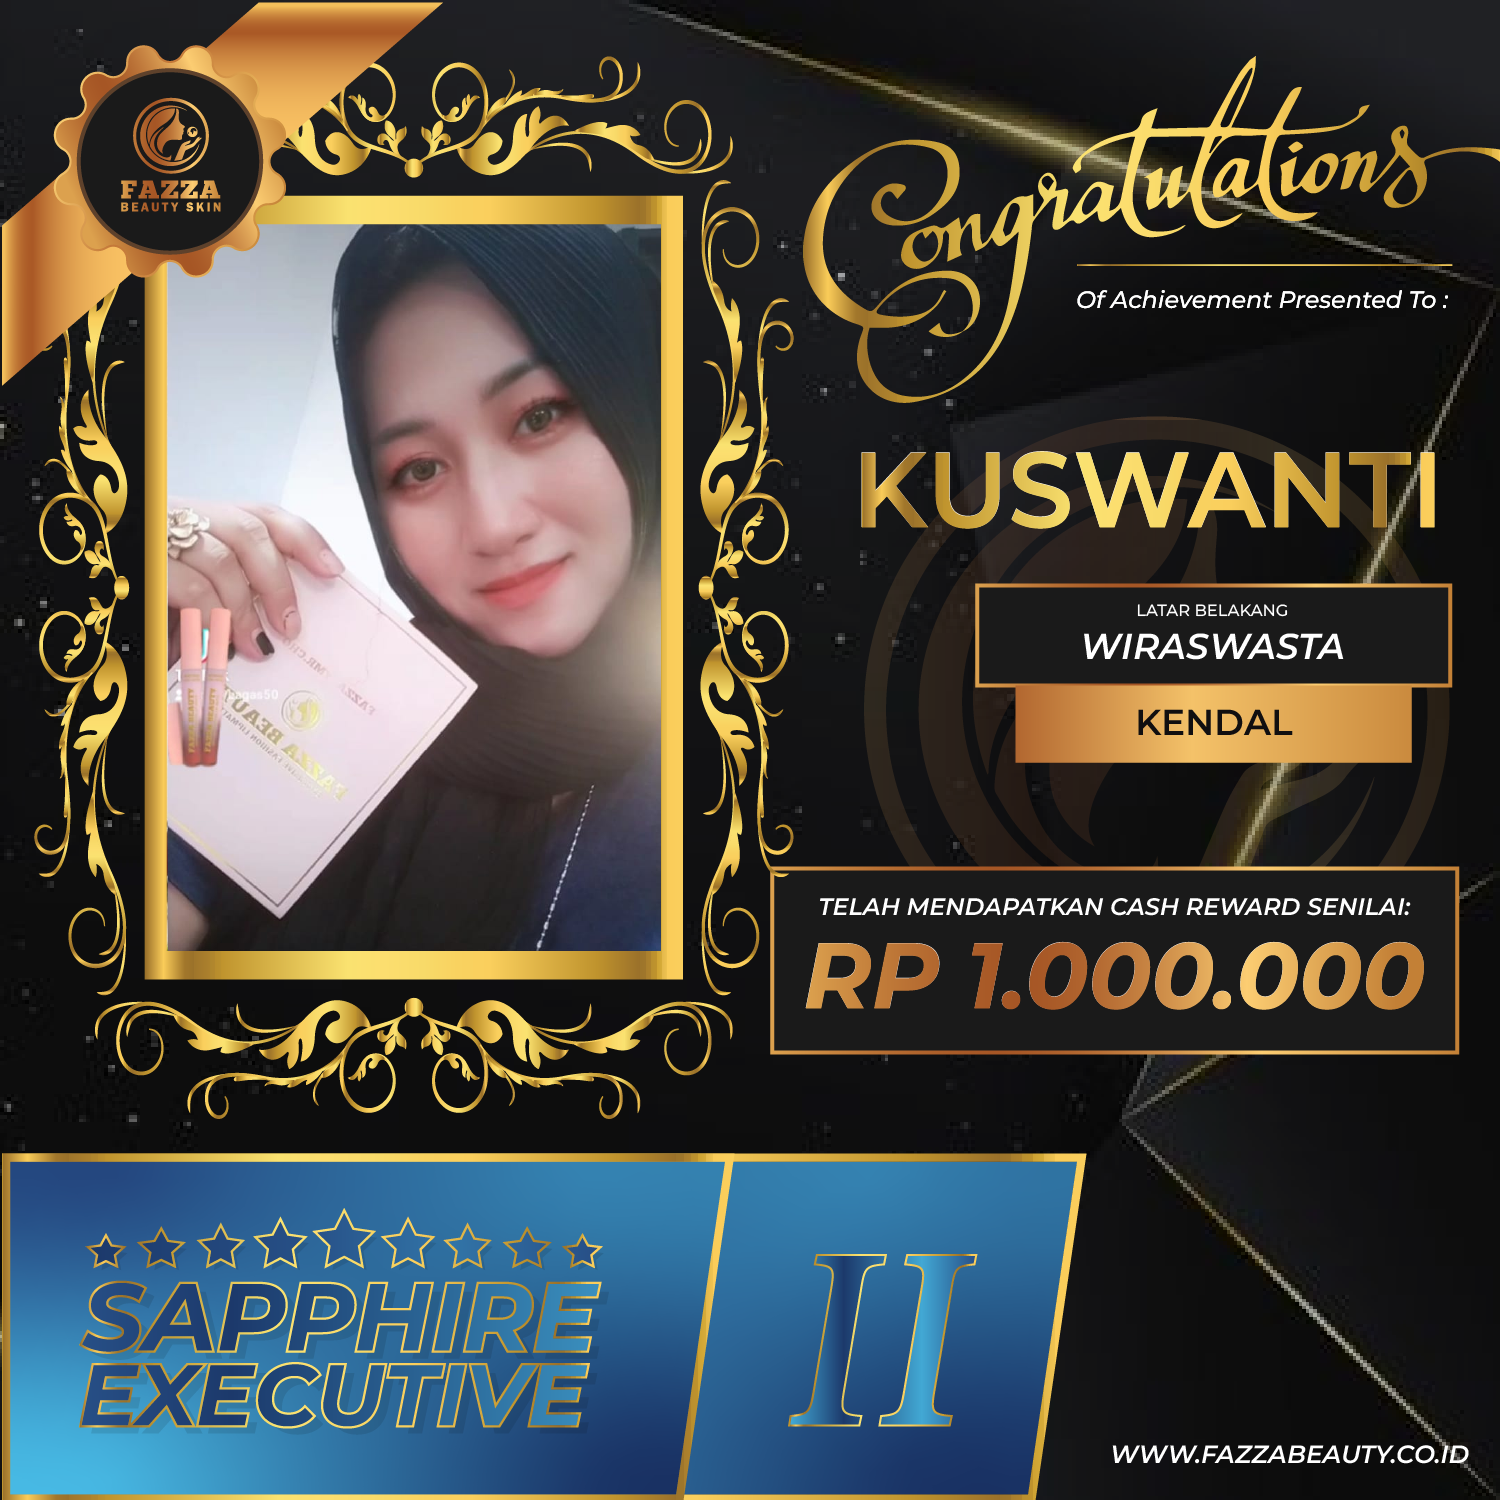 FAZZA
BEAUTY SKIN
Congratulations
Of Achievement Presented To :
KUSWANTI
LATAR BELAKANG
WIRASWASTA
KENDAL
TELAH MENDAPATKAN CASH REWARD SENILAI:
RP 1.000.000
SAPPHIRE
EXECUTIVE
II
WWW.FAZZABEAUTY.CO.ID